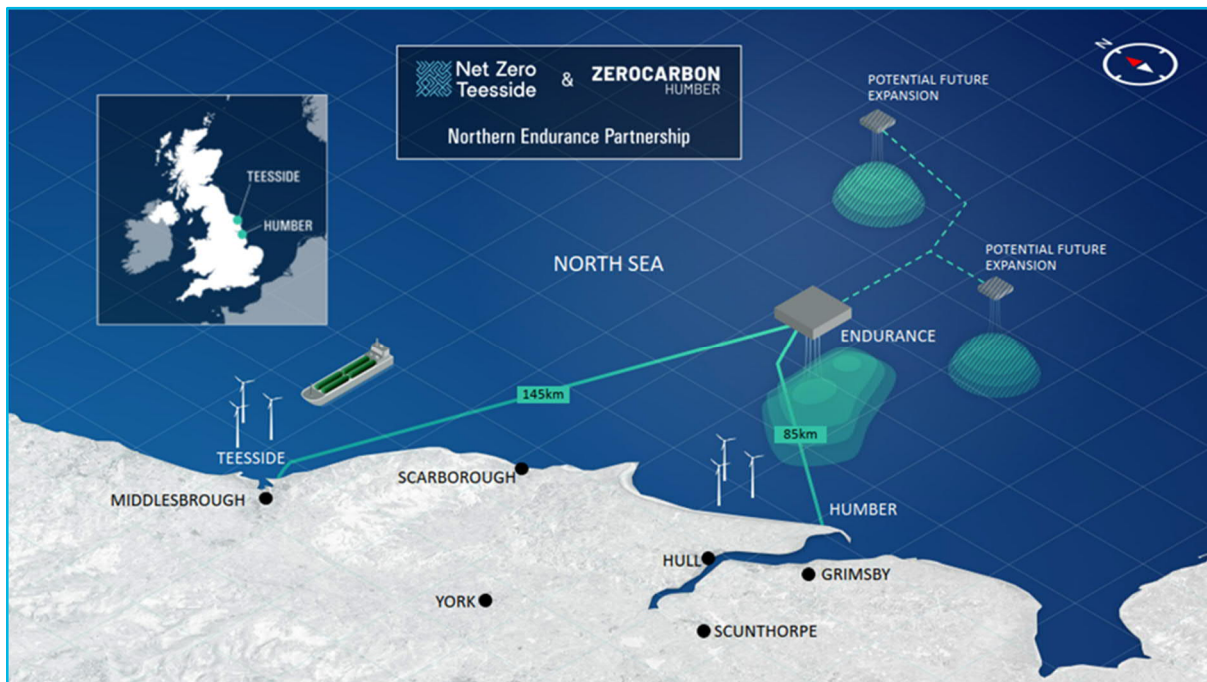 Net Zero
Teesside
&
ZEROCARBON
HUMBER
Northern Endurance Partnership
N
POTENTIAL FUTURE
EXPANSION
TEESSIDE
HUMBER
NORTH SEA
POTENTIAL FUTURE
EXPANSION
ENDURANCE
145km
85km
TEESSIDE
SCARBOROUGH
MIDDLESBROUGH
HUMBER
HULL
GRIMSBY
YORK
SCUNTHORPE